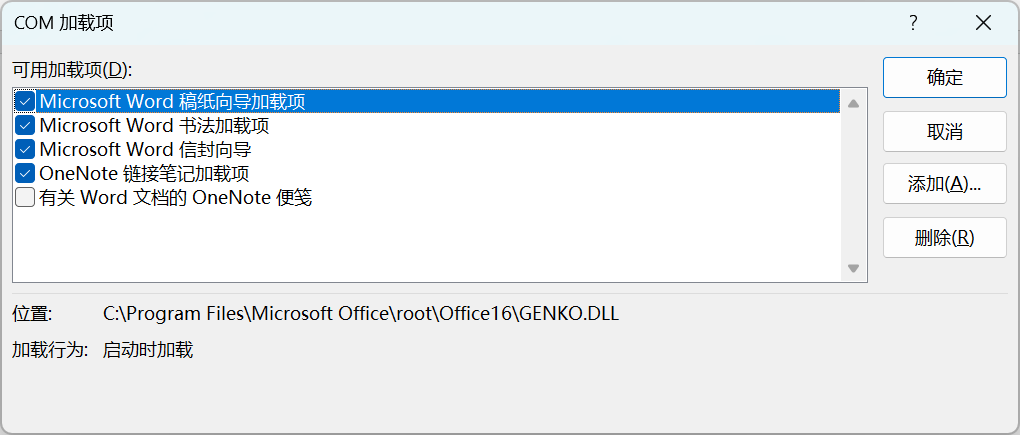 COM 加载项
可用加载项(D):
Microsoft Word 稿纸向导加载项
Microsoft Word 书法加载项
Microsoft Word 信封向导
OneNote 链接笔记加载项
有关 Word 文档的 OneNote 便笺
确定
取消
添加(A)...
删除(R)
位置: C:\Program Files\Microsoft Office\root\Office16\GENKO.DLL
加载行为: 启动时加载